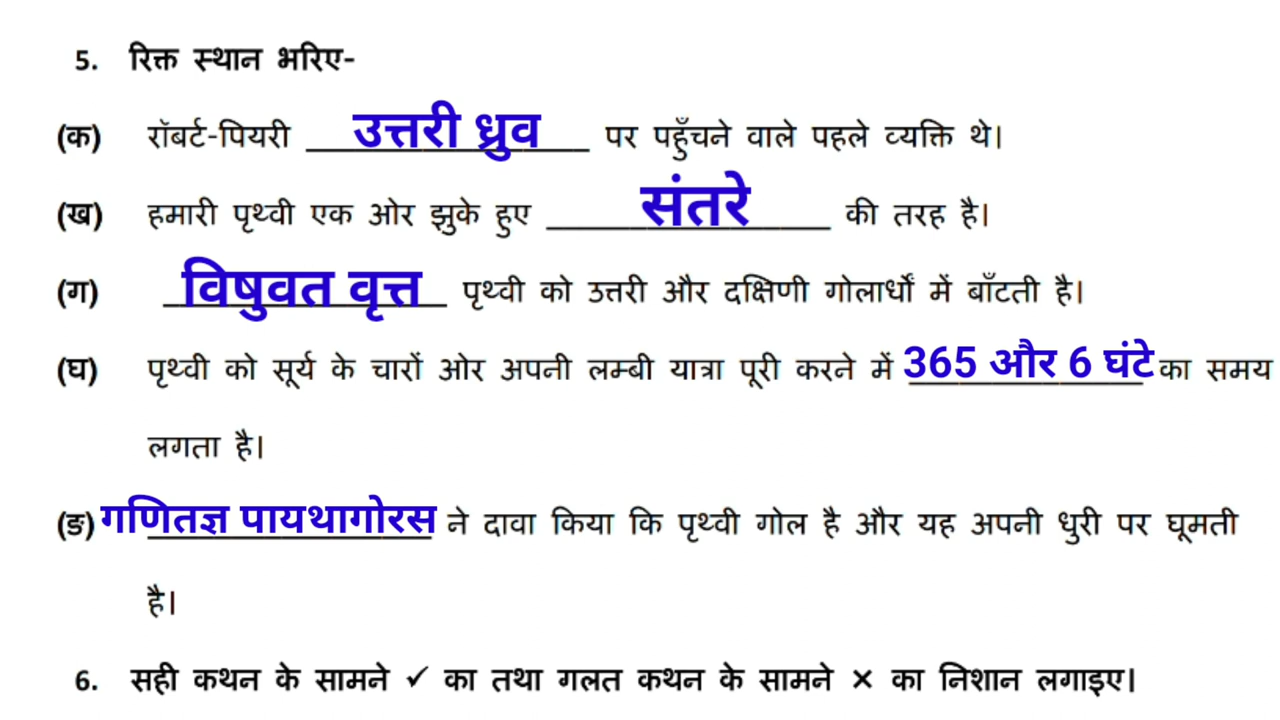 5. रिक्त स्थान भरिए-
(क) रॉबर्ट-पियरी उत्तरी ध्रुव पर पहुँचने वाले पहले व्यक्ति थे।
(ख) हमारी पृथ्वी एक ओर झुके हुए संतरे की तरह है।
(ग) विषुवत वृत्त पृथ्वी को उत्तरी और दक्षिणी गोलार्धों में बाँटती है।
(घ) पृथ्वी को सूर्य के चारों ओर अपनी लम्बी यात्रा पूरी करने में 365 और 6 घंटे का समय
लगता है।
(ङ) गणितज्ञ पायथागोरस ने दावा किया कि पृथ्वी गोल है और यह अपनी धुरी पर घूमती
है।
6. सही कथन के सामने ✓ का तथा गलत कथन के सामने × का निशान लगाइए।